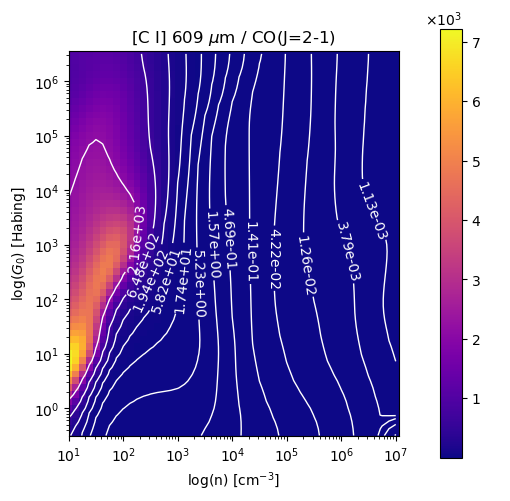 [C I] 609 μm / CO(J=2-1)
×10³
7
6
5
4
3
2
1
10⁶
10⁵
10⁴
10³
10²
10¹
10⁰
log(G₀) [Habing]
2.16e+03
6.48e+02
1.94e+02
5.82e+01
1.74e+01
5.23e+00
1.57e+00
4.69e-01
1.41e-01
4.22e-02
1.26e-02
3.79e-03
1.13e-03
10¹ 10² 10³ 10⁴ 10⁵ 10⁶ 10⁷
log(n) [cm⁻³]